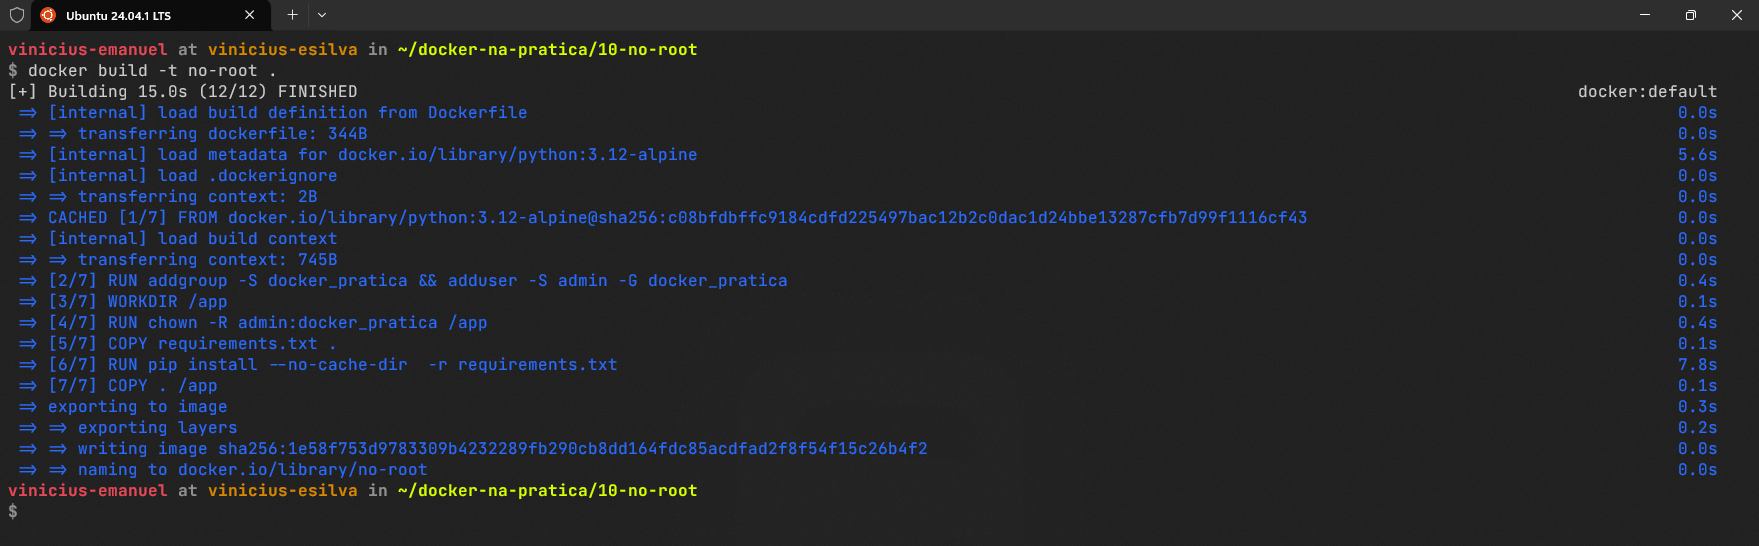 Ubuntu 24.04.1 LTS
vinicius-emanuel at vinicius-esilva in ~/docker-na-pratica/10-no-root
$ docker build -t no-root .
[+] Building 15.0s (12/12) FINISHED docker:default
=> [internal] load build definition from Dockerfile 0.0s
=> => transferring dockerfile: 344B 0.0s
=> [internal] load metadata for docker.io/library/python:3.12-alpine 5.6s
=> [internal] load .dockerignore 0.0s
=> => transferring context: 2B 0.0s
=> CACHED [1/7] FROM docker.io/library/python:3.12-alpine@sha256:c08bfdbffc9184cdfd225497bac12b2c0dac1d24bbe13287cfb7d99f1116cf43 0.0s
=> [internal] load build context 0.0s
=> => transferring context: 745B 0.0s
=> [2/7] RUN addgroup -S docker_pratica && adduser -S admin -G docker_pratica 0.4s
=> [3/7] WORKDIR /app 0.1s
=> [4/7] RUN chown -R admin:docker_pratica /app 0.4s
=> [5/7] COPY requirements.txt . 0.1s
=> [6/7] RUN pip install --no-cache-dir  -r requirements.txt 7.8s
=> [7/7] COPY . /app 0.1s
=> exporting to image 0.3s
=> => exporting layers 0.2s
=> => writing image sha256:1e58f753d9783309b4232289fb290cb8dd164fdc85acdfad2f8f54f15c26b4f2 0.0s
=> => naming to docker.io/library/no-root 0.0s
vinicius-emanuel at vinicius-esilva in ~/docker-na-pratica/10-no-root
$